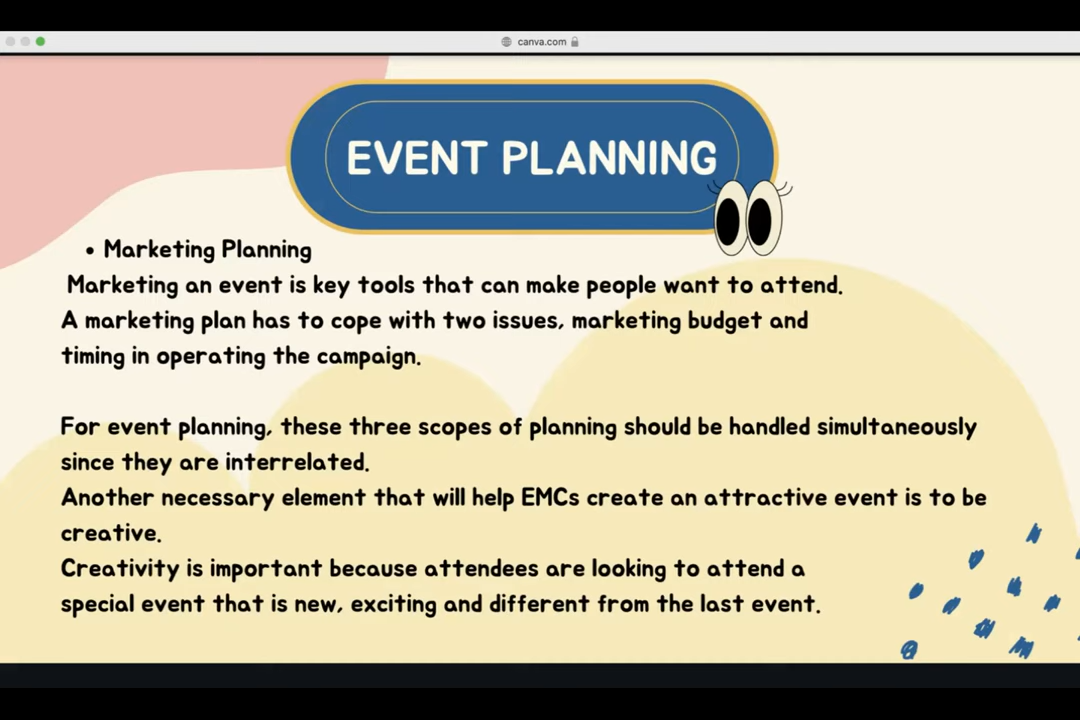 canva.com
EVENT PLANNING
• Marketing Planning
Marketing an event is key tools that can make people want to attend.
A marketing plan has to cope with two issues, marketing budget and
timing in operating the campaign.
For event planning, these three scopes of planning should be handled simultaneously
since they are interrelated.
Another necessary element that will help EMCs create an attractive event is to be
creative.
Creativity is important because attendees are looking to attend a
special event that is new, exciting and different from the last event.